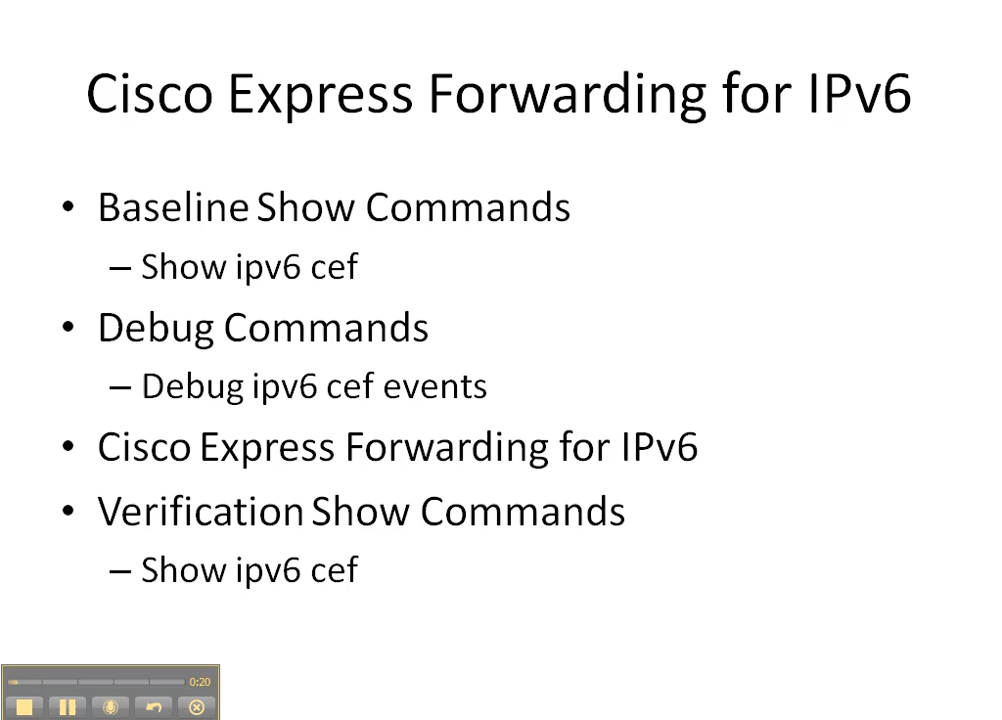 Cisco Express Forwarding for IPv6
• Baseline Show Commands
– Show ipv6 cef
• Debug Commands
– Debug ipv6 cef events
• Cisco Express Forwarding for IPv6
• Verification Show Commands
– Show ipv6 cef
0:20